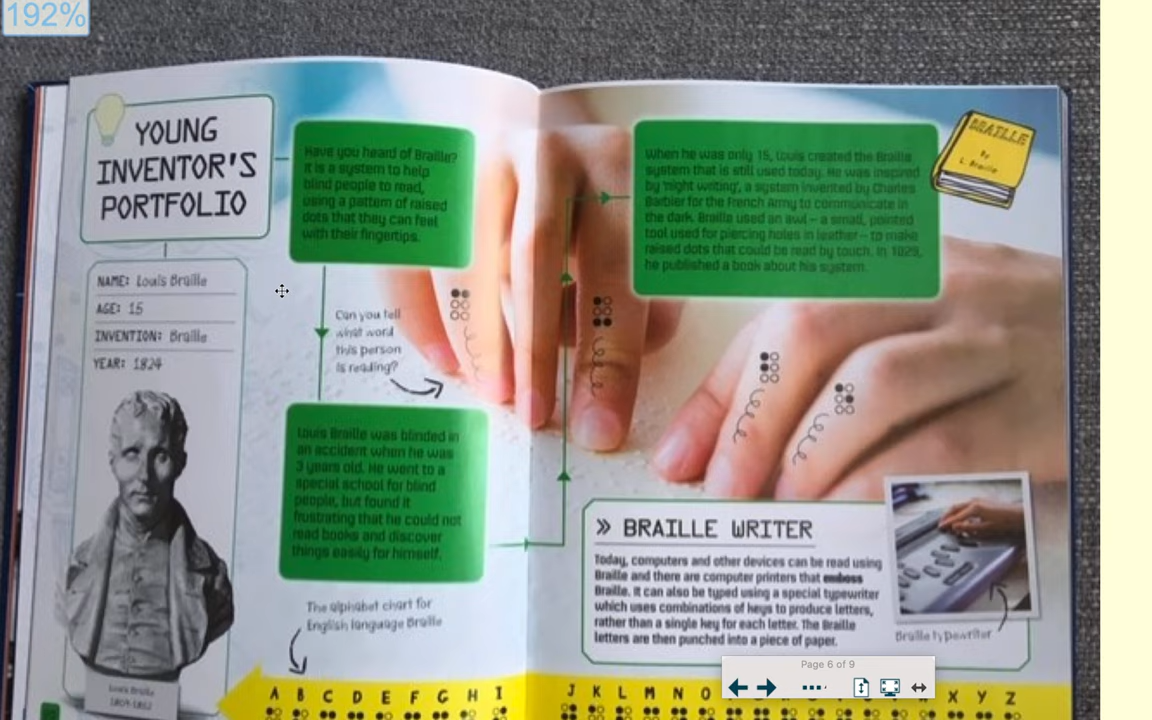 192%
YOUNG
INVENTOR'S
PORTFOLIO
NAME: Louis Braille
AGE: 15
INVENTION: Braille
YEAR: 1824
Louis Braille
1809-1852
Have you heard of Braille?
It is a system to help
blind people to read,
using a pattern of raised
dots that they can feel
with their fingertips.
Can you tell
what word
this person
is reading?
Louis Braille was blinded in
an accident when he was
3 years old. He went to a
special school for blind
people, but found it
frustrating that he could not
read books and discover
things easily for himself.
The alphabet chart for
English language Braille
When he was only 15, Louis created the Braille
system that is still used today. He was inspired
by 'night writing', a system invented by Charles
Barbier for the French Army to communicate in
the dark. Braille used an awl – a small, pointed
tool used for piercing holes in leather – to make
raised dots that could be read by touch. In 1829,
he published a book about his system.
BRAILLE
By
L. Braille
» BRAILLE WRITER
Today, computers and other devices can be read using
Braille and there are computer printers that emboss
Braille. It can also be typed using a special typewriter
which uses combinations of keys to produce letters,
rather than a single key for each letter. The Braille
letters are then punched into a piece of paper.
Braille typewriter
Page 6 of 9
A B C D E F G H I J K L M N O X Y Z